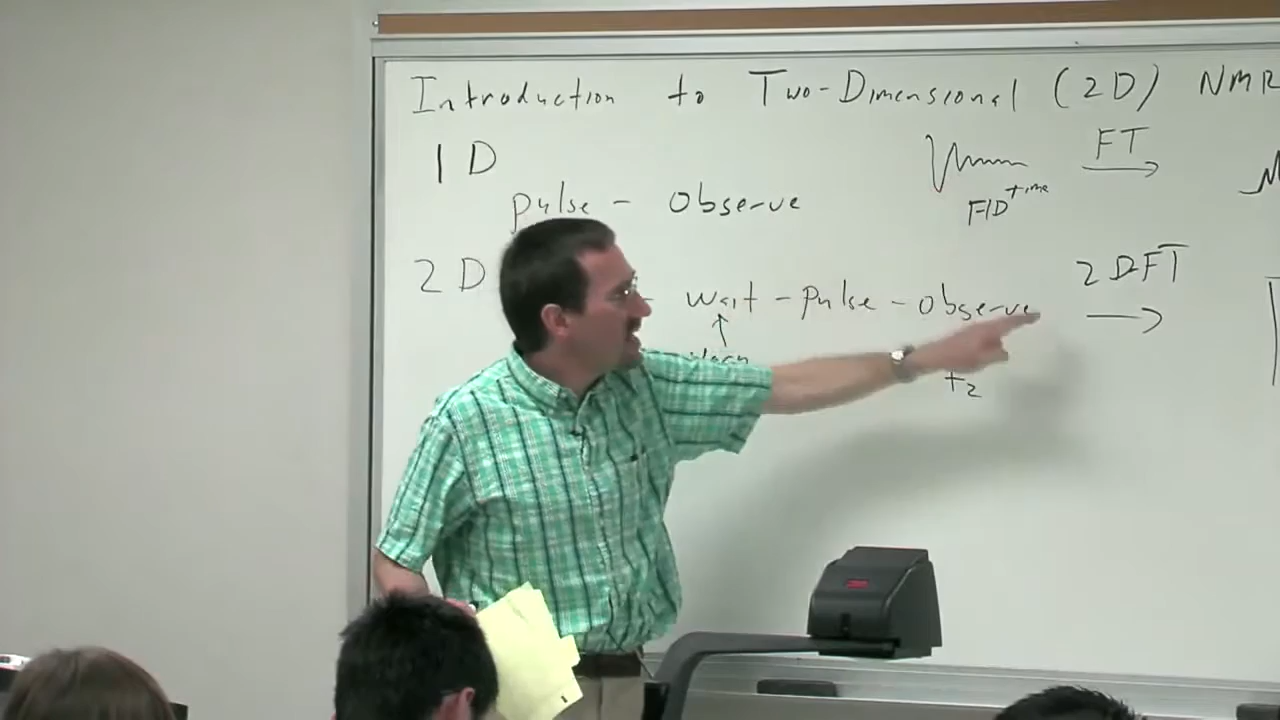 Introduction to Two-Dimensional (2D) NMR
1D
FT
pulse - observe
FID time
2D
2DFT
- wait - pulse - observe
t2